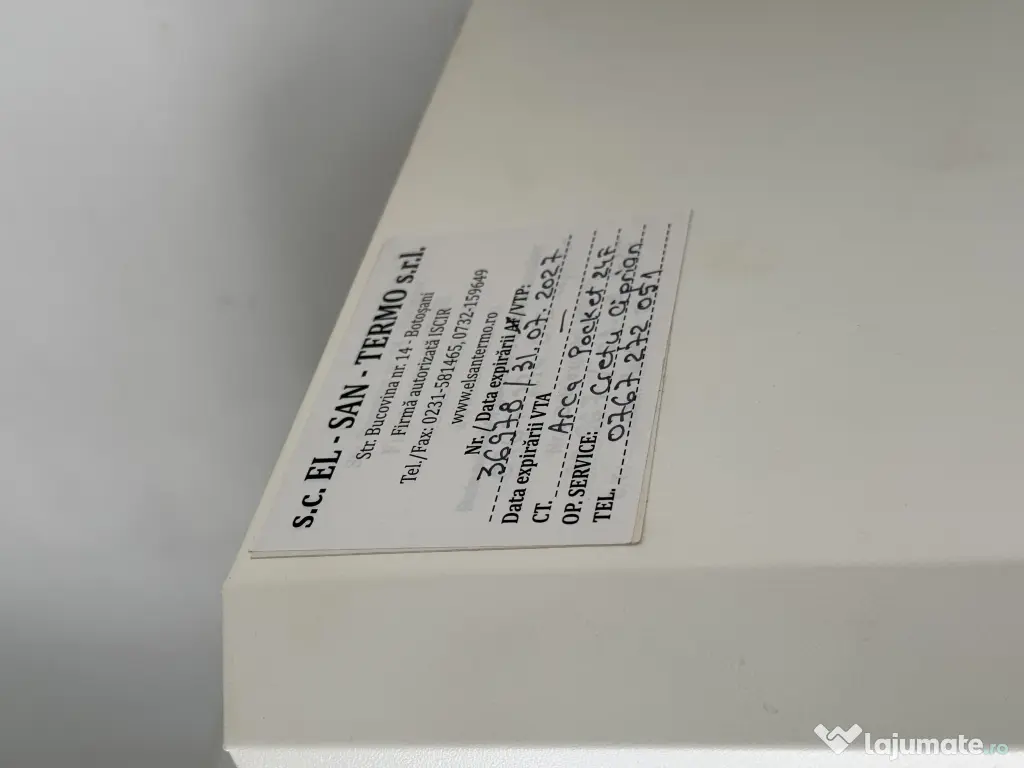 s.c. EL - SAN - TERMO s.r.l.
Str. Bucovina nr. 14 - Botoșani
Firmă autorizată ISCIR
Tel./Fax: 0231-581465, 0732-159649
www.elsantermo.ro
Nr. / Data expirării AF/VTP:
36978 / 31.07.2027
Data expirării VTA —
CT. Arca Pocket 24F
OP. SERVICE: Crețu Ciprian
TEL. 0767 272 051
lajumate.ro